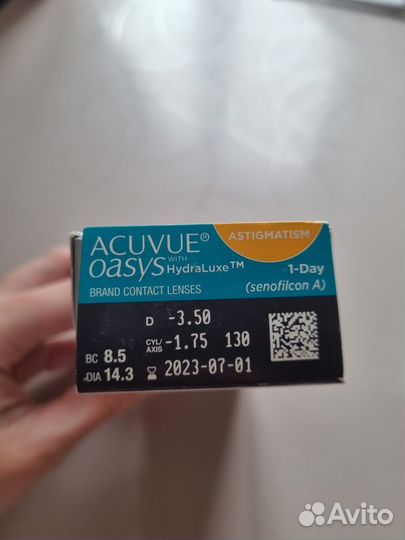 ASTIGMATISM
ACUVUE®
oasys WITH HydraLuxe™
1-Day
BRAND CONTACT LENSES
(senofilcon A)
D -3.50
CYL/AXIS -1.75 130
BC 8.5
DIA 14.3 2023-07-01
Avito